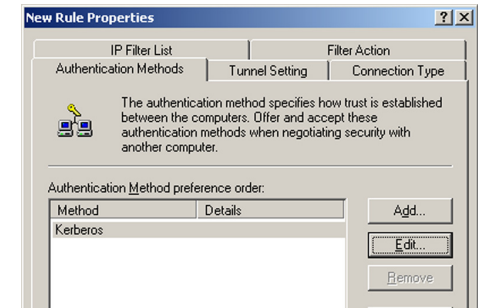 New Rule Properties
IP Filter List
Filter Action
Authentication Methods
Tunnel Setting
Connection Type
The authentication method specifies how trust is established
between the computers. Offer and accept these
authentication methods when negotiating security with
another computer.
Authentication Method preference order:
Method
Details
Add...
Kerberos
Edit...
Remove